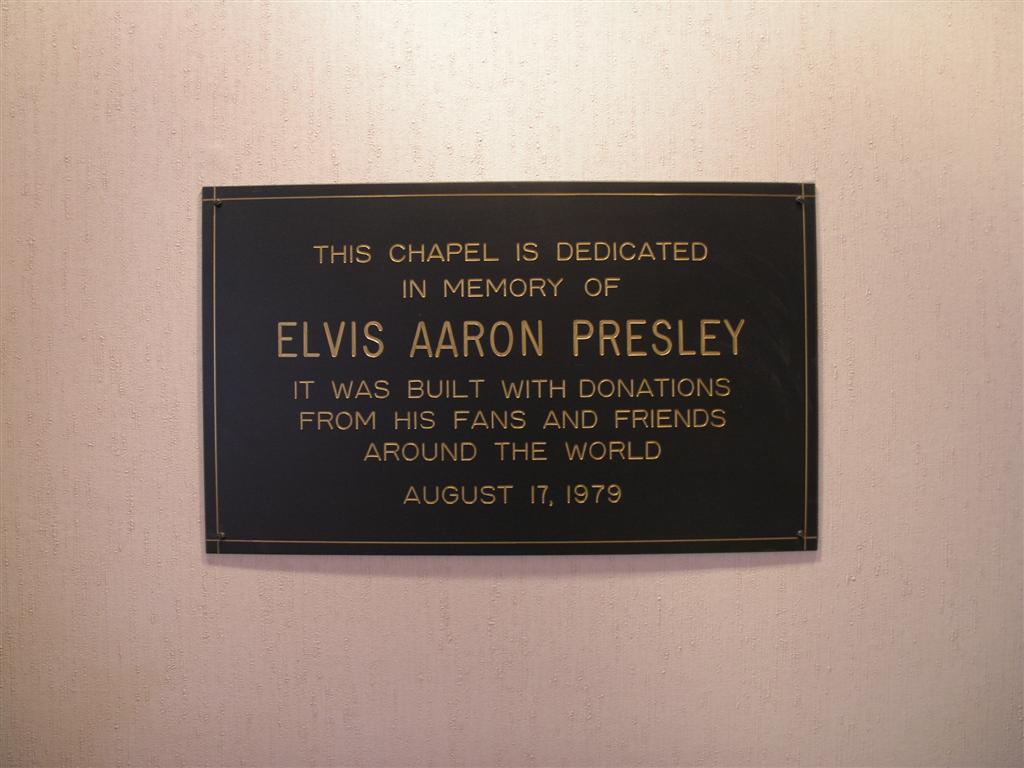 THIS CHAPEL IS DEDICATED
IN MEMORY OF
ELVIS AARON PRESLEY
IT WAS BUILT WITH DONATIONS
FROM HIS FANS AND FRIENDS
AROUND THE WORLD
AUGUST 17, 1979